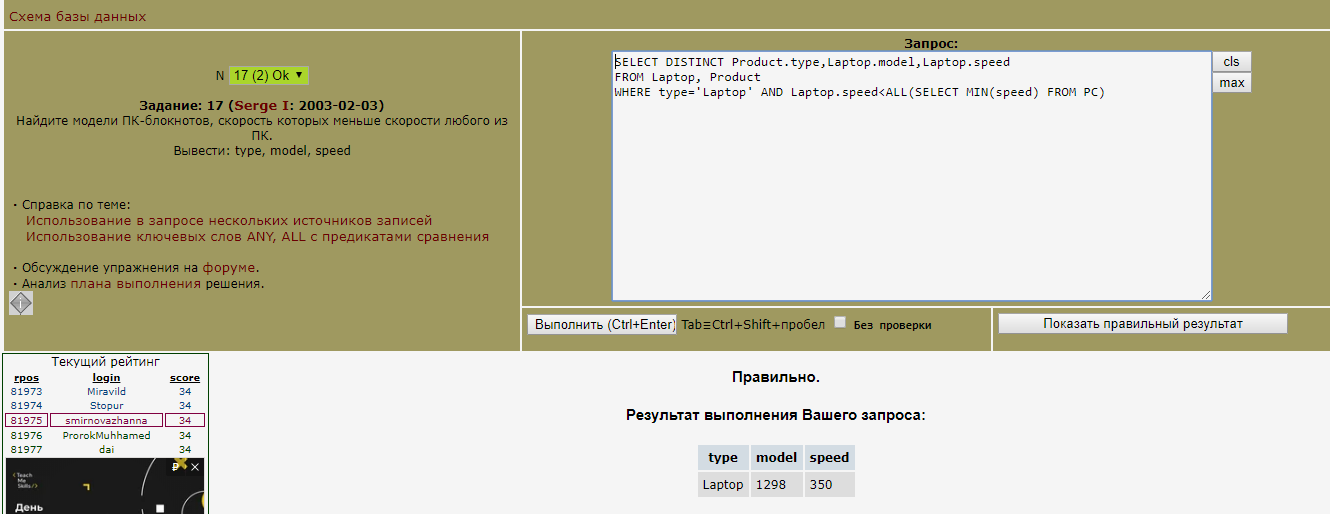 Схема базы данных
N 17 (2) Ok
Задание: 17 (Serge I: 2003-02-03)
Найдите модели ПК-блокнотов, скорость которых меньше скорости любого из
ПК.
Вывести: type, model, speed
· Справка по теме:
Использование в запросе нескольких источников записей
Использование ключевых слов ANY, ALL с предикатами сравнения
· Обсуждение упражнения на форуме.
· Анализ плана выполнения решения.
Запрос:
SELECT DISTINCT Product.type,Laptop.model,Laptop.speed
FROM Laptop, Product
WHERE type='Laptop' AND Laptop.speed<ALL(SELECT MIN(speed) FROM PC)
cls
max
Выполнить (Ctrl+Enter) Tab≡Ctrl+Shift+пробел Без проверки
Показать правильный результат
Текущий рейтинг
rpos login score
81973 Miravild 34
81974 Stopur 34
81975 smirnovazhanna 34
81976 ProrokMuhhamed 34
81977 dai 34
<Teach
Me
Skills/>
₽ ×
День
Правильно.
Результат выполнения Вашего запроса:
type model speed
Laptop 1298 350